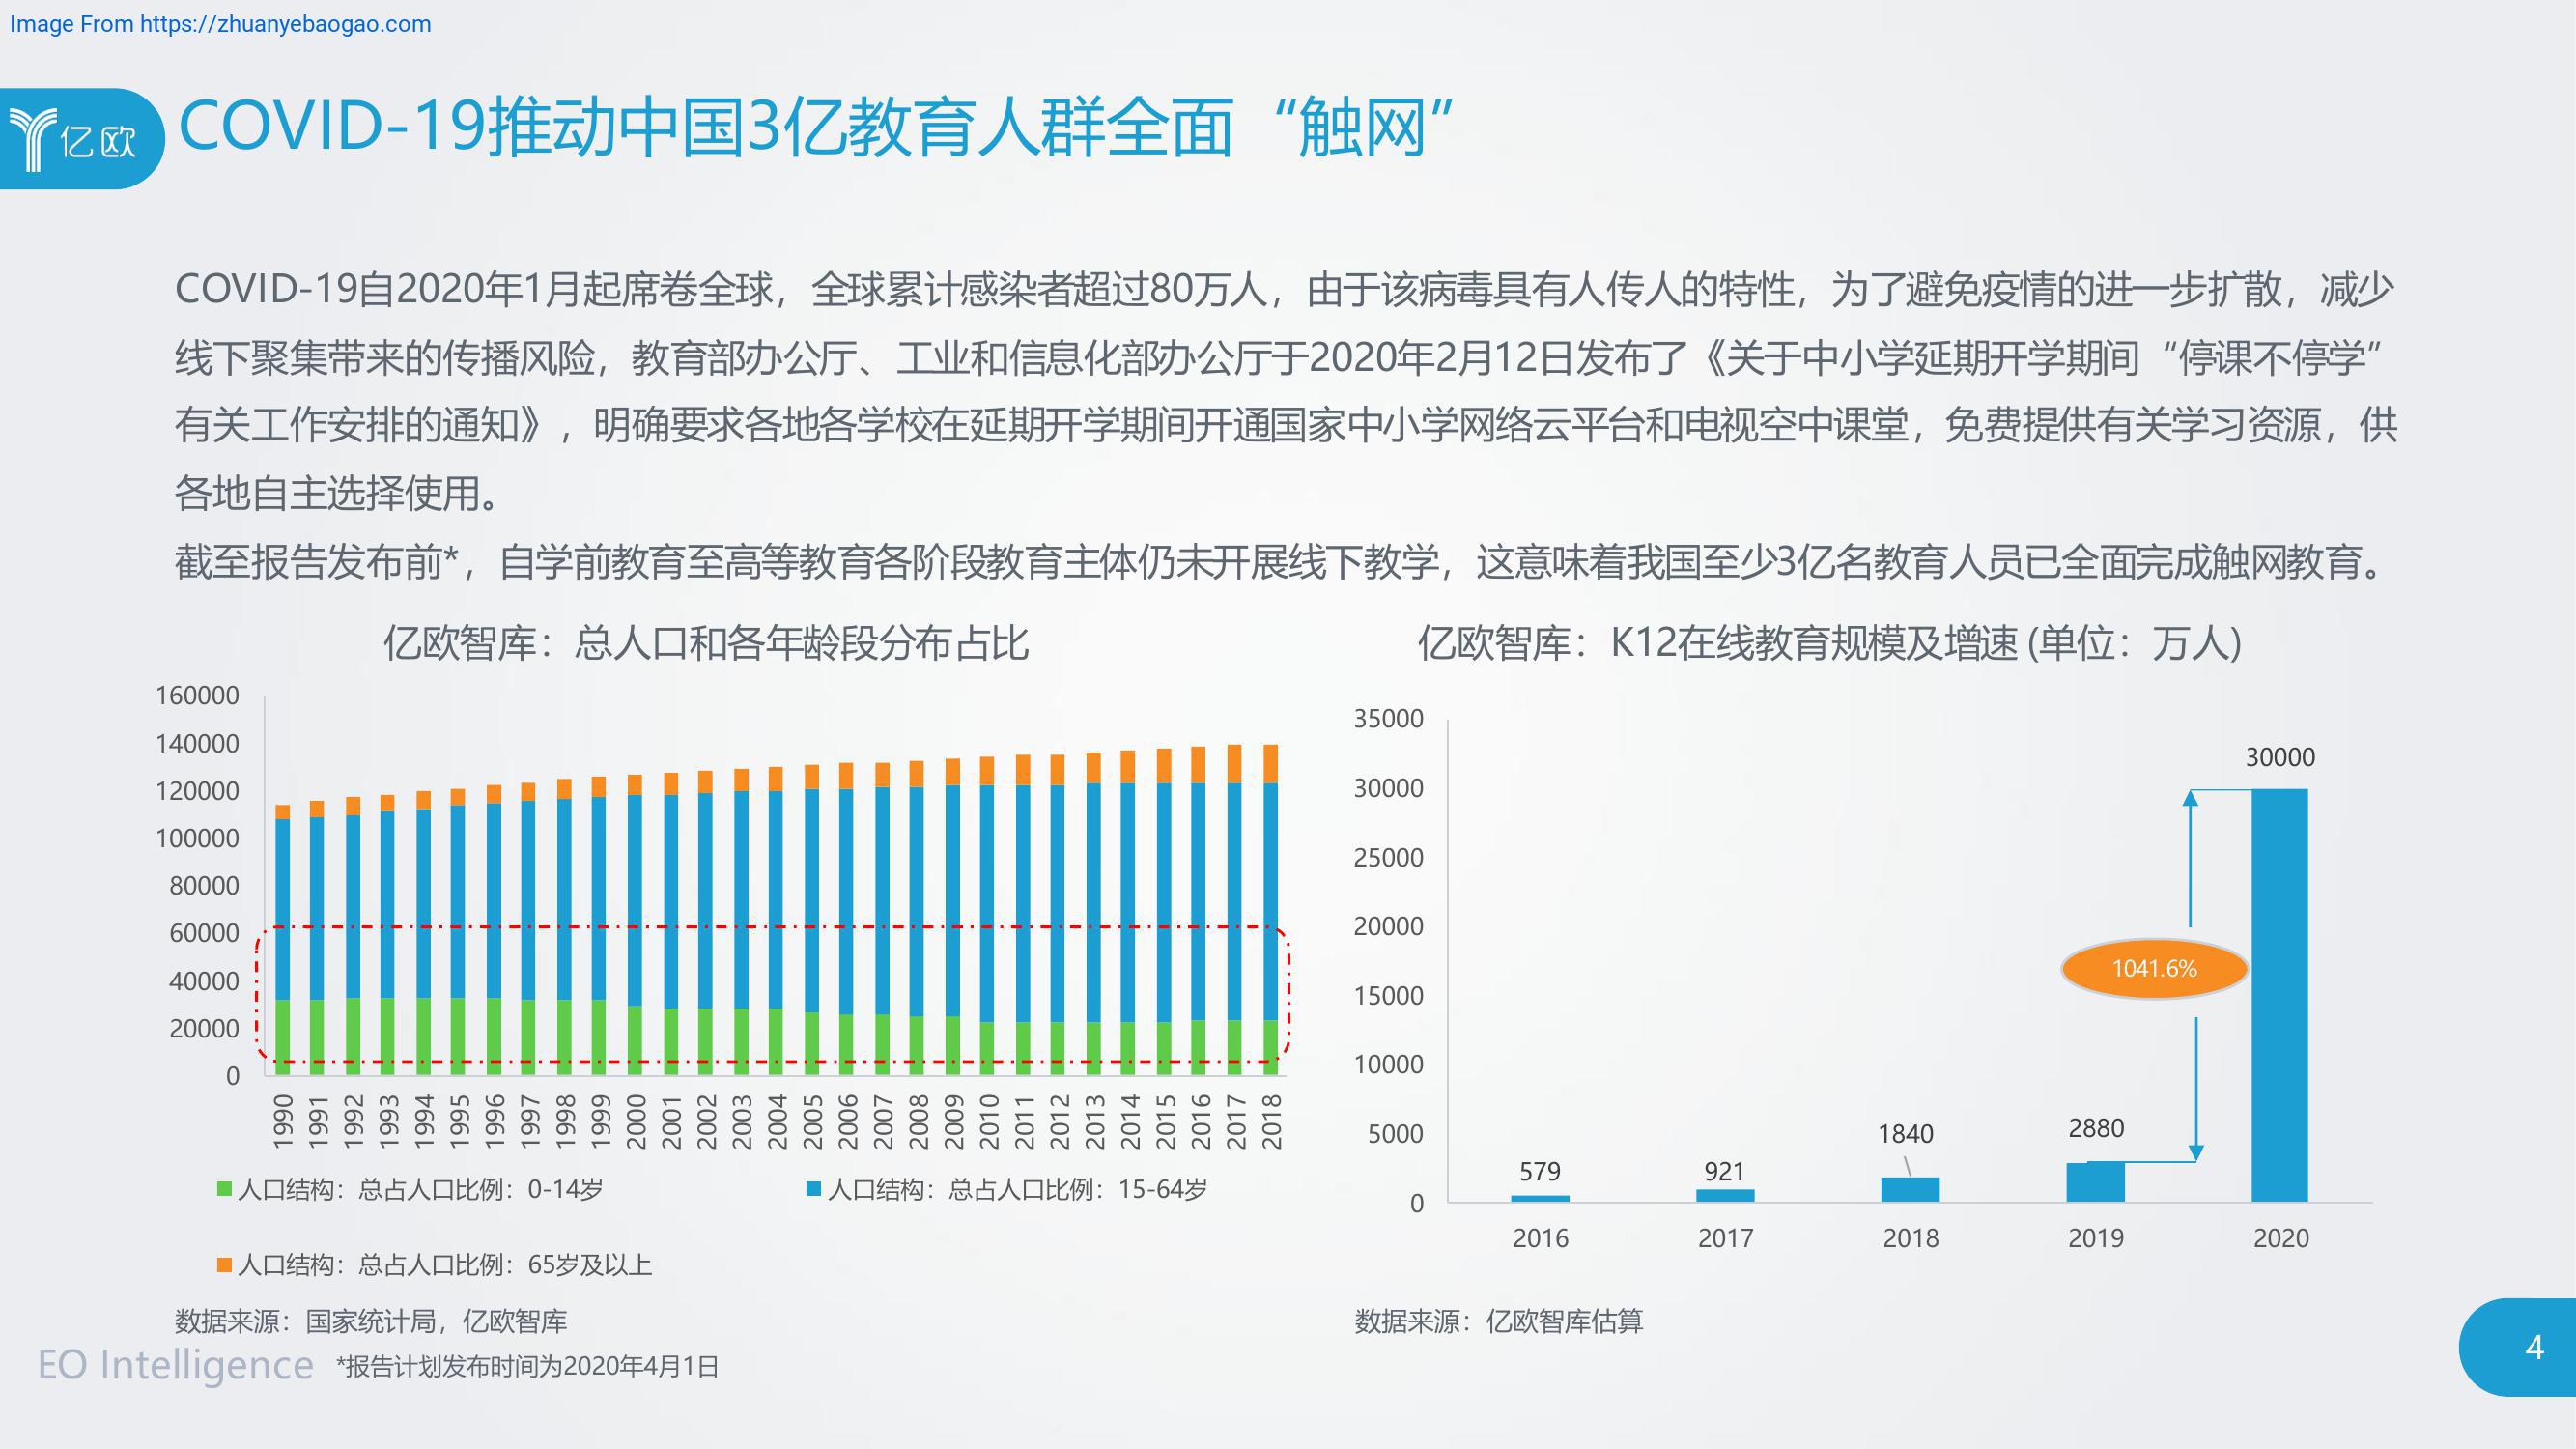 Image From https://zhuanyebaogao.com
亿欧
COVID-19推动中国3亿教育人群全面“触网”
COVID-19自2020年1月起席卷全球，全球累计感染者超过80万人，由于该病毒具有人传人的特性，为了避免疫情的进一步扩散，减少
线下聚集带来的传播风险，教育部办公厅、工业和信息化部办公厅于2020年2月12日发布了《关于中小学延期开学期间“停课不停学”
有关工作安排的通知》，明确要求各地各学校在延期开学期间开通国家中小学网络云平台和电视空中课堂，免费提供有关学习资源，供
各地自主选择使用。
截至报告发布前*，自学前教育至高等教育各阶段教育主体仍未开展线下教学，这意味着我国至少3亿名教育人员已全面完成触网教育。
亿欧智库：总人口和各年龄段分布占比
160000
140000
120000
100000
80000
60000
40000
20000
0
1990 1991 1992 1993 1994 1995 1996 1997 1998 1999 2000 2001 2002 2003 2004 2005 2006 2007 2008 2009 2010 2011 2012 2013 2014 2015 2016 2017 2018
人口结构：总占人口比例：0-14岁 人口结构：总占人口比例：15-64岁
人口结构：总占人口比例：65岁及以上
数据来源：国家统计局，亿欧智库
亿欧智库：K12在线教育规模及增速 (单位：万人)
35000
30000
25000
20000
15000
10000
5000
0
579
921
1840
2880
30000
1041.6%
2016 2017 2018 2019 2020
数据来源：亿欧智库估算
EO Intelligence
*报告计划发布时间为2020年4月1日
4